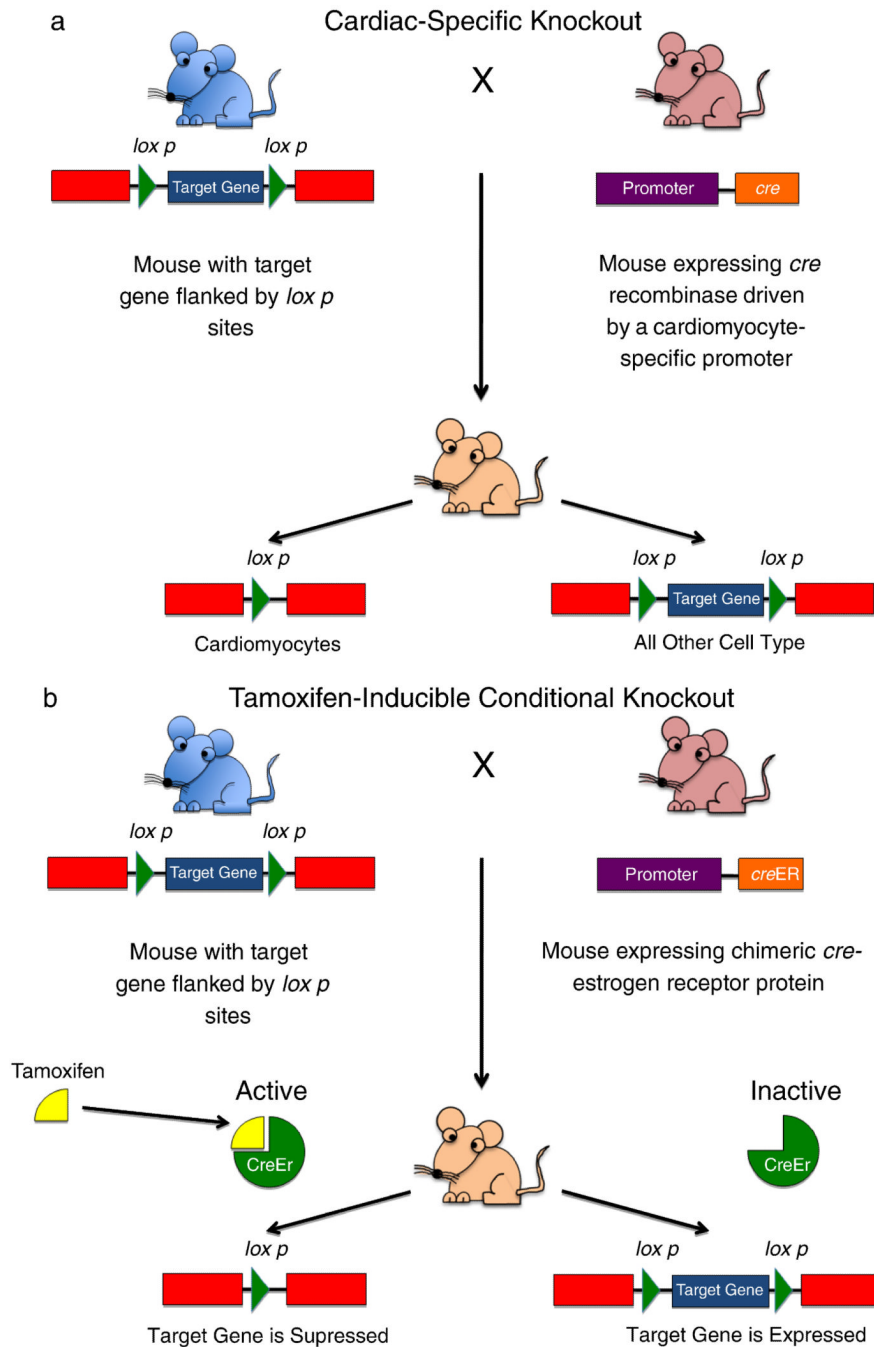 a
Cardiac-Specific Knockout
X
lox p
lox p
Target Gene
Promoter
cre
Mouse with target
gene flanked by lox p
sites
Mouse expressing cre
recombinase driven
by a cardiomyocyte-
specific promoter
lox p
Cardiomyocytes
lox p
lox p
Target Gene
All Other Cell Type
b
Tamoxifen-Inducible Conditional Knockout
X
lox p
lox p
Target Gene
Promoter
creER
Mouse with target
gene flanked by lox p
sites
Mouse expressing chimeric cre-
estrogen receptor protein
Tamoxifen
Active
CreEr
Inactive
CreEr
lox p
Target Gene is Supressed
lox p
lox p
Target Gene
Target Gene is Expressed